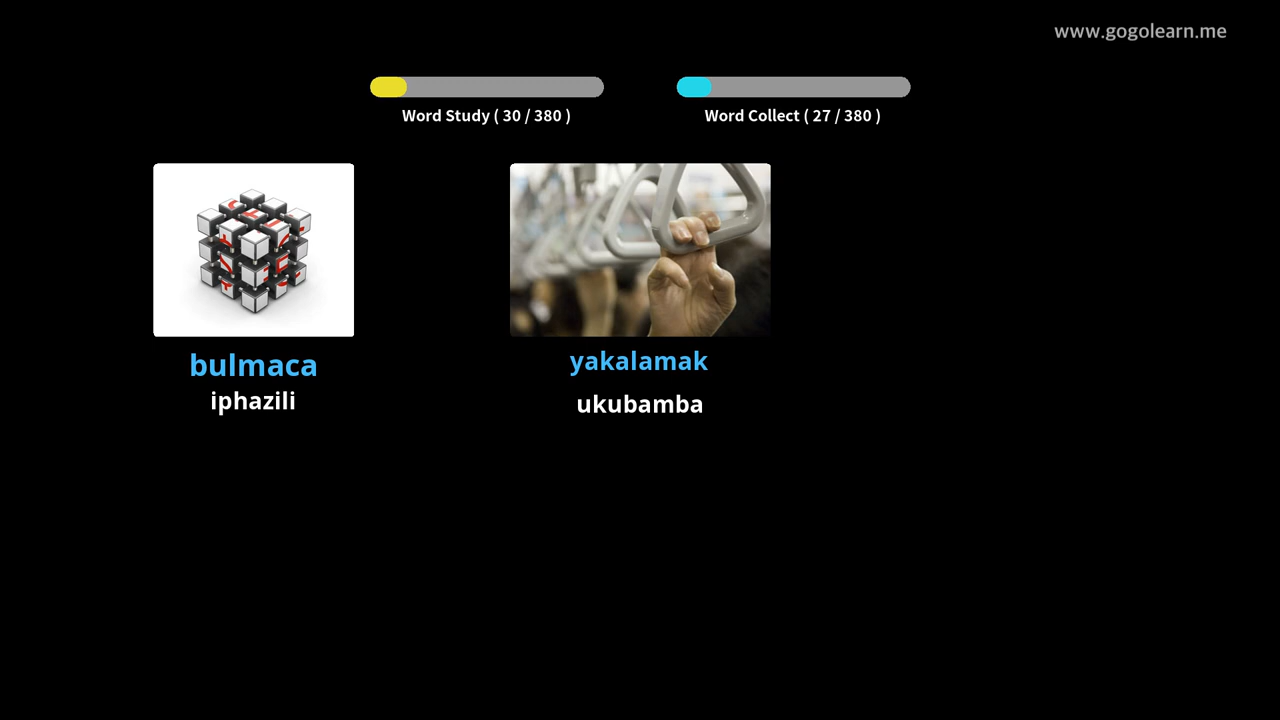 www.gogolearn.me
Word Study ( 30 / 380 )
Word Collect ( 27 / 380 )
bulmaca
iphazili
yakalamak
ukubamba